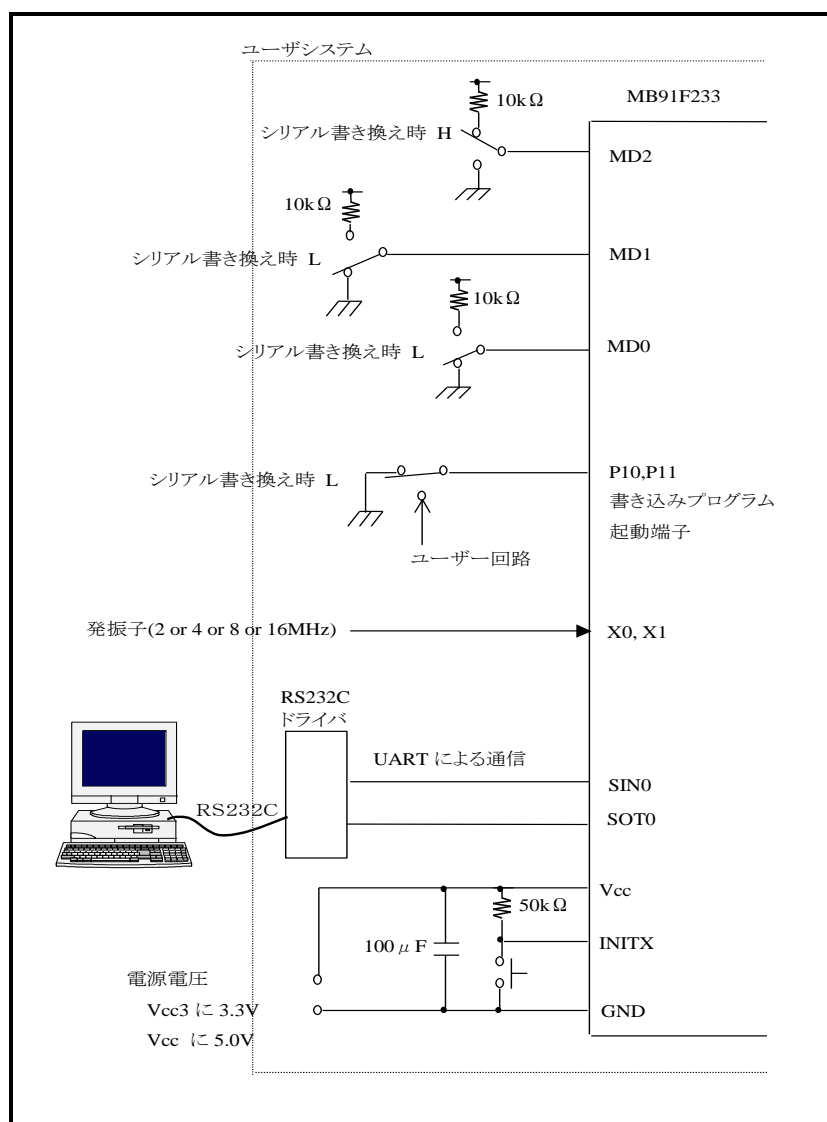 ユーザシステム
10kΩ
MB91F233
シリアル書き換え時 H
MD2
10kΩ
シリアル書き換え時 L
MD1
10kΩ
シリアル書き換え時 L
MD0
シリアル書き換え時 L
P10,P11
書き込みプログラム
起動端子
ユーザー回路
発振子(2 or 4 or 8 or 16MHz)
X0, X1
RS232C
ドライバ
UART による通信
SIN0
RS232C
SOT0
Vcc
50kΩ
100μF
INITX
電源電圧
Vcc3 に 3.3V
GND
Vcc に 5.0V